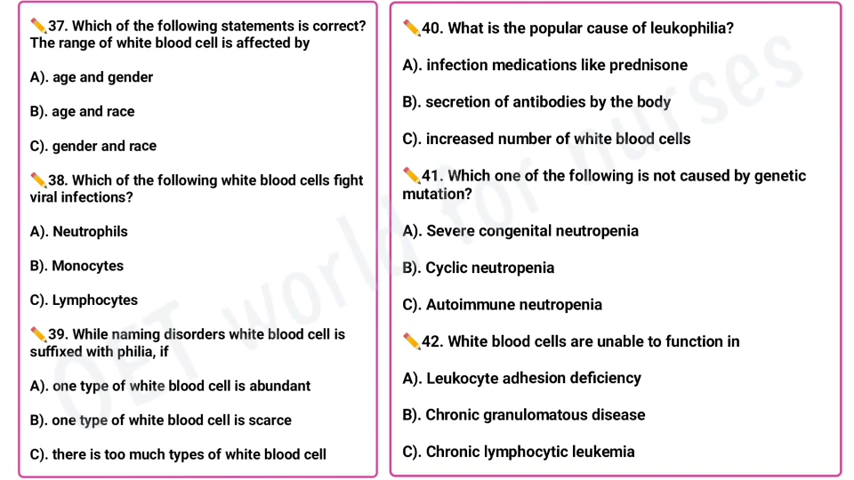 ✏️37. Which of the following statements is correct?
The range of white blood cell is affected by
A). age and gender
B). age and race
C). gender and race
✏️38. Which of the following white blood cells fight
viral infections?
A). Neutrophils
B). Monocytes
C). Lymphocytes
✏️39. While naming disorders white blood cell is
suffixed with philia, if
A). one type of white blood cell is abundant
B). one type of white blood cell is scarce
C). there is too much types of white blood cell
✏️40. What is the popular cause of leukophilia?
A). infection medications like prednisone
B). secretion of antibodies by the body
C). increased number of white blood cells
✏️41. Which one of the following is not caused by genetic
mutation?
A). Severe congenital neutropenia
B). Cyclic neutropenia
C). Autoimmune neutropenia
✏️42. White blood cells are unable to function in
A). Leukocyte adhesion deficiency
B). Chronic granulomatous disease
C). Chronic lymphocytic leukemia
OET world for nurses